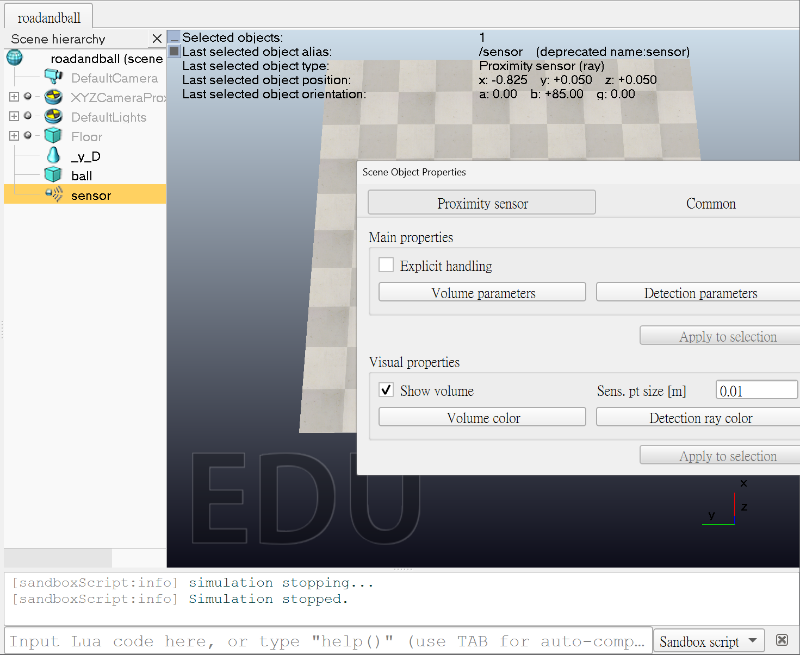 roadandball
Scene hierarchy
roadandball (scene
DefaultCamera
XYZCameraPro
DefaultLights
Floor
_y_D
ball
sensor
Selected objects: 1
Last selected object alias: /sensor (deprecated name:sensor)
Last selected object type: Proximity sensor (ray)
Last selected object position: x: -0.825 y: +0.050 z: +0.050
Last selected object orientation: a: 0.00 b: +85.00 g: 0.00
Scene Object Properties
Proximity sensor Common
Main properties
Explicit handling
Volume parameters Detection parameters
Apply to selection
Visual properties
Show volume Sens. pt size [m] 0.01
Volume color Detection ray color
Apply to selection
EDU
x
z
y
[sandboxScript:info] simulation stopping...
[sandboxScript:info] Simulation stopped.
Input Lua code here, or type "help()" (use TAB for auto-comp... Sandbox script